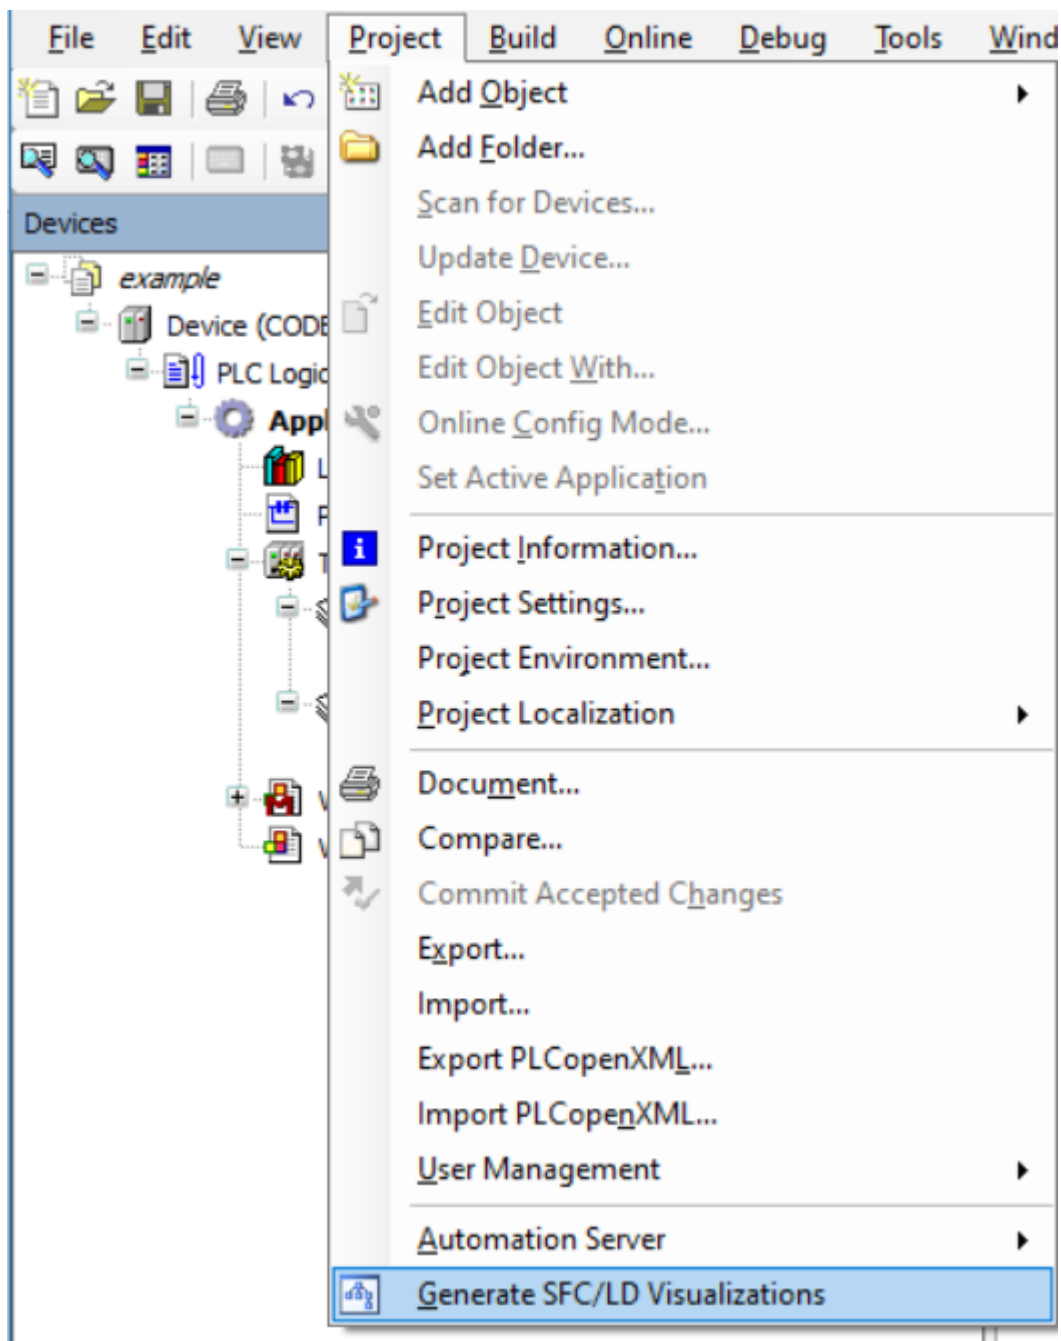 File Edit View Project Build Online Debug Tools
Add Object
Add Folder...
Devices
Scan for Devices...
example
Update Device...
Device
Edit Object
PLC Logic
Edit Object With...
Online Config Mode...
Set Active Application
Project Information...
Project Settings...
Project Environment...
Project Localization
Document...
Compare...
Commit Accepted Changes
Export...
Import...
Export PLCopenXML...
Import PLCopenXML...
User Management
Automation Server
Generate SFC/LD Visualizations